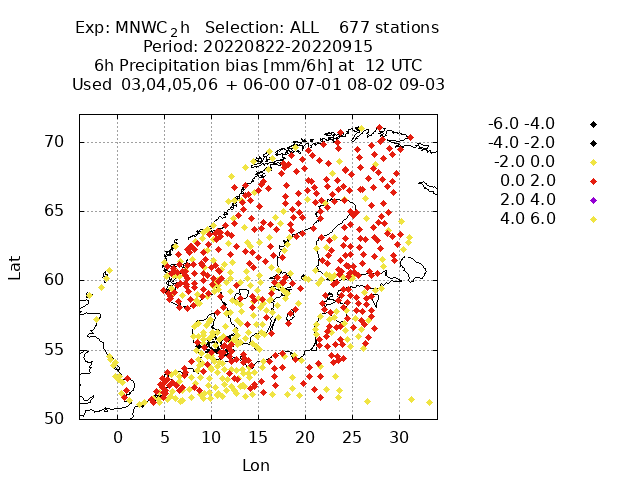 Exp: MNWC_2h Selection: ALL 677 stations
Period: 20220822-20220915
6h Precipitation bias [mm/6h] at 12 UTC
Used 03,04,05,06 + 06-00 07-01 08-02 09-03
-6.0 -4.0
-4.0 -2.0
-2.0 0.0
0.0 2.0
2.0 4.0
4.0 6.0
70
65
60
55
50
Lat
0 5 10 15 20 25 30
Lon